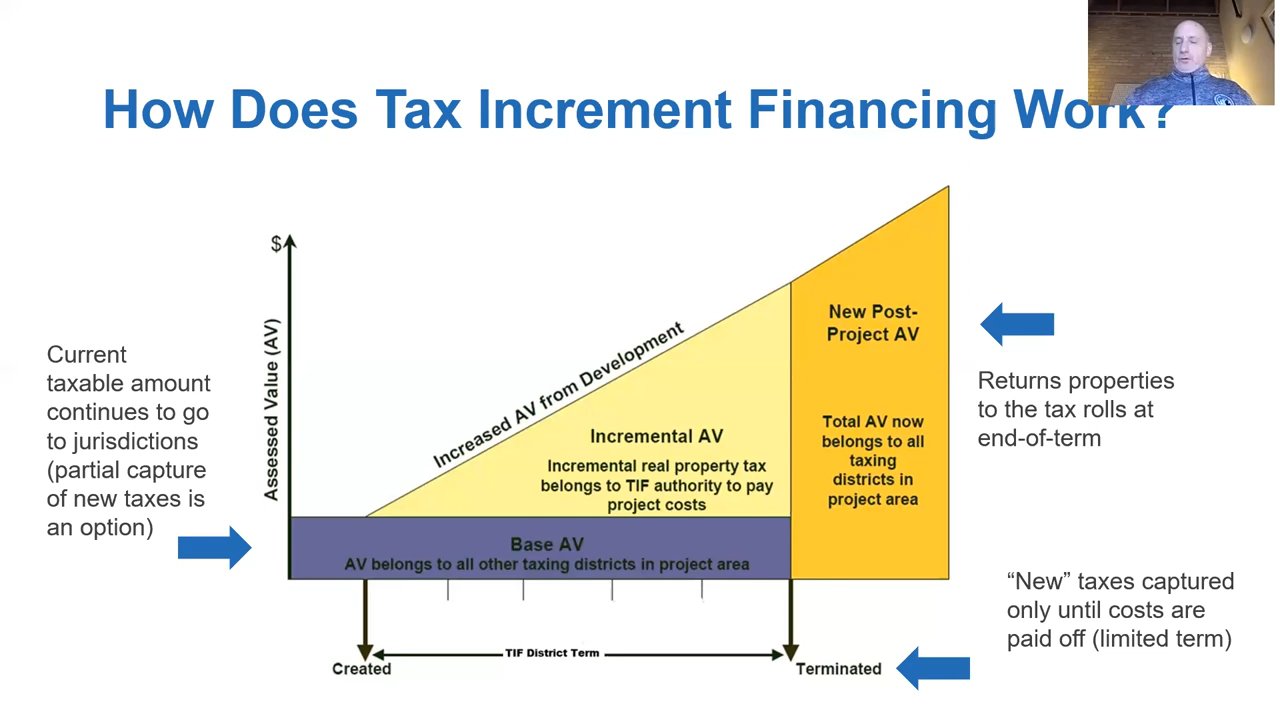 How Does Tax Increment Financing Work?
$
Assessed Value (AV)
Current
taxable amount
continues to go
to jurisdictions
(partial capture
of new taxes is
an option)
Increased AV from Development
Incremental AV
Incremental real property tax
belongs to TIF authority to pay
project costs
Base AV
AV belongs to all other taxing districts in project area
New Post-
Project AV
Total AV now
belongs to all
taxing
districts in
project area
Returns properties
to the tax rolls at
end-of-term
“New” taxes captured
only until costs are
paid off (limited term)
TIF District Term
Created
Terminated